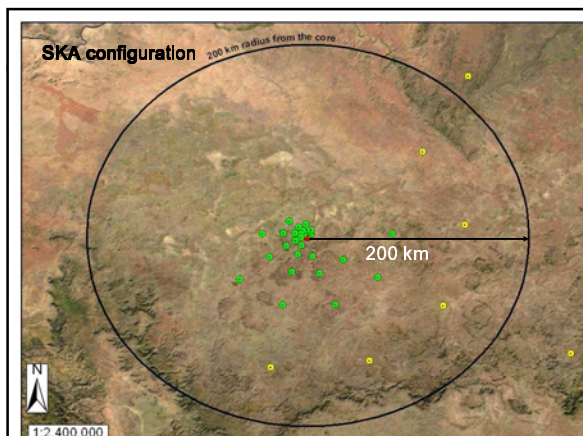 SKA configuration
200 km radius from the core
200 km
N
1:2 400 000